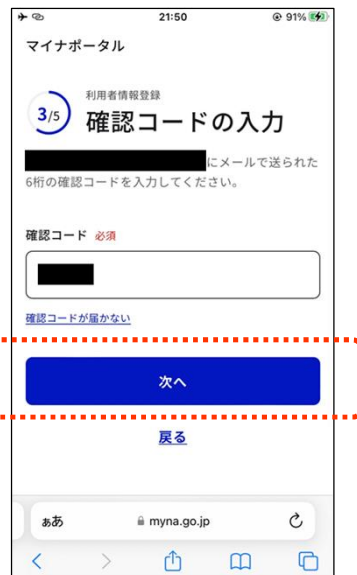 21:50
91%
マイナポータル
利用者情報登録
3/5
確認コードの入力
にメールで送られた
6桁の確認コードを入力してください。
確認コード 必須
確認コードが届かない
次へ
戻る
ぁあ myna.go.jp